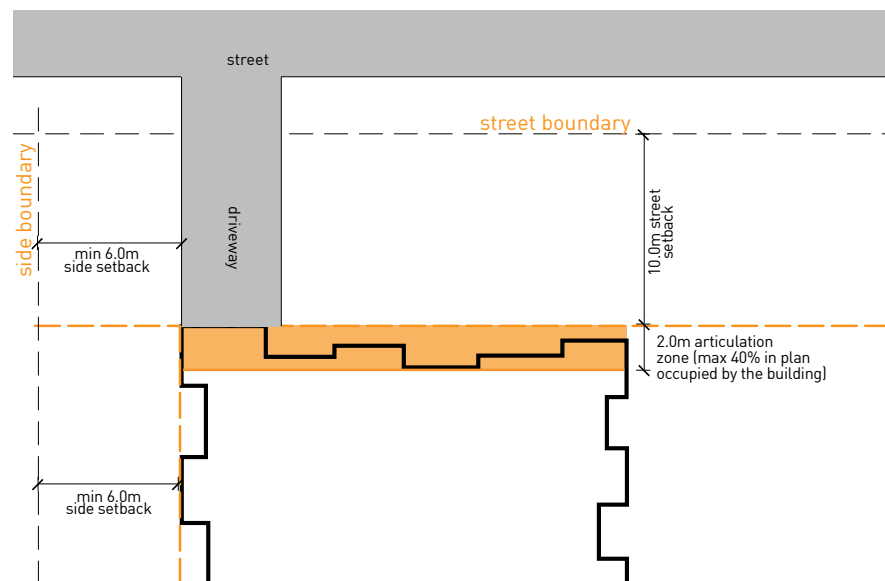 street
street boundary
side boundary
driveway
10.0m street
setback
min 6.0m
side setback
2.0m articulation
zone (max 40% in plan
occupied by the building)
min 6.0m
side setback